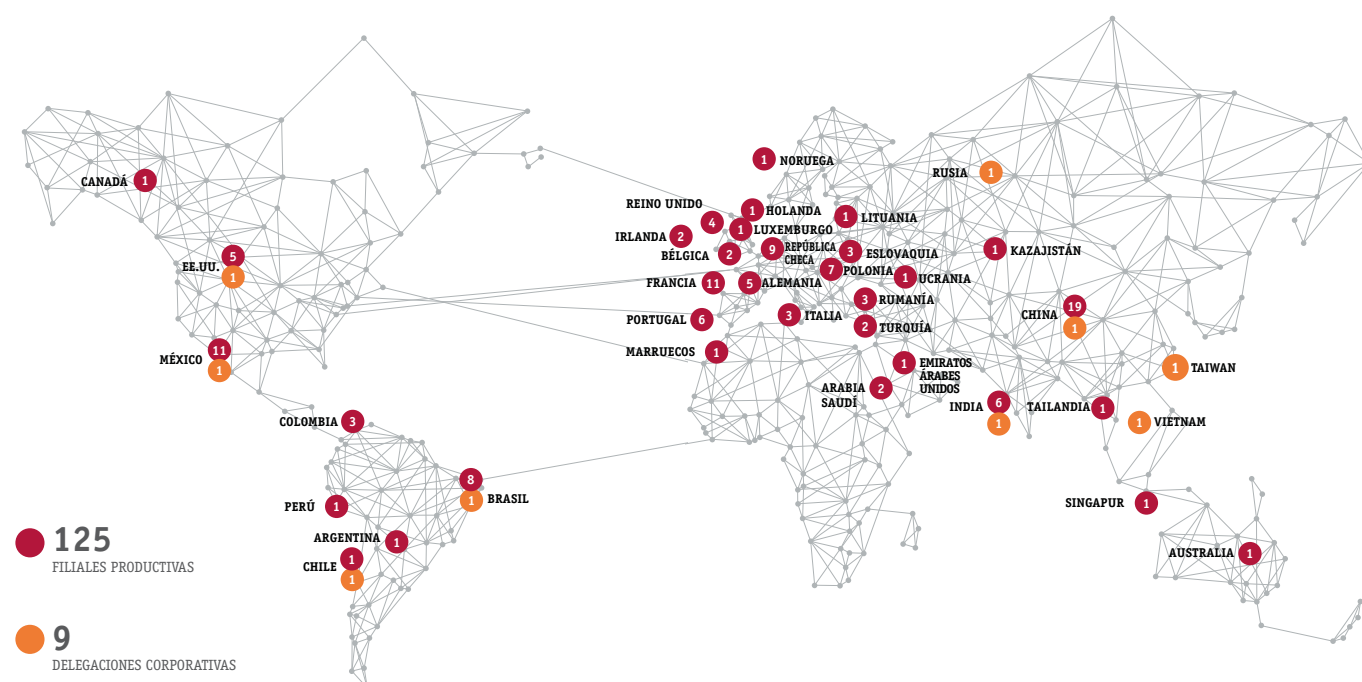 NORUEGA
1
RUSIA
1
CANADÁ
1
REINO UNIDO
4
1
HOLANDA
1
LITUANIA
IRLANDA
2
1
LUXEMBURGO
BÉLGICA
2
9
REPÚBLICA
CHECA
3
ESLOVAQUIA
1
KAZAJISTÁN
EE.UU.
5
1
7
POLONIA
1
UCRANIA
FRANCIA
11
5
ALEMANIA
3
RUMANÍA
CHINA
19
1
PORTUGAL
6
3
ITALIA
2
TURQUÍA
MÉXICO
11
1
MARRUECOS
1
1
EMIRATOS
ÁRABES
UNIDOS
1
TAIWAN
ARABIA
SAUDÍ
2
INDIA
6
1
TAILANDIA
1
1
VIETNAM
COLOMBIA
3
8
1
BRASIL
PERÚ
1
SINGAPUR
1
ARGENTINA
1
CHILE
1
1
AUSTRALIA
1
125
FILIALES PRODUCTIVAS
9
DELEGACIONES CORPORATIVAS